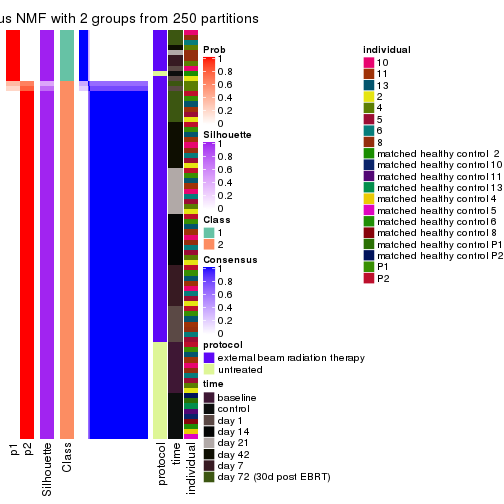 us NMF with 2 groups from 250 partitions
Prob
1
0.8
0.6
0.4
0.2
0
Silhouette
1
0.8
0.6
0.4
0.2
0
Class
1
2
Consensus
1
0.8
0.6
0.4
0.2
0
protocol
external beam radiation therapy
untreated
time
baseline
control
day 1
day 14
day 21
day 42
day 7
day 72 (30d post EBRT)
individual
10
11
13
2
4
5
6
8
matched healthy control  2
matched healthy control 10
matched healthy control 11
matched healthy control 13
matched healthy control 4
matched healthy control 5
matched healthy control 6
matched healthy control 8
matched healthy control P1
matched healthy control P2
P1
P2
p1
p2
Silhouette
Class
protocol
time
individual